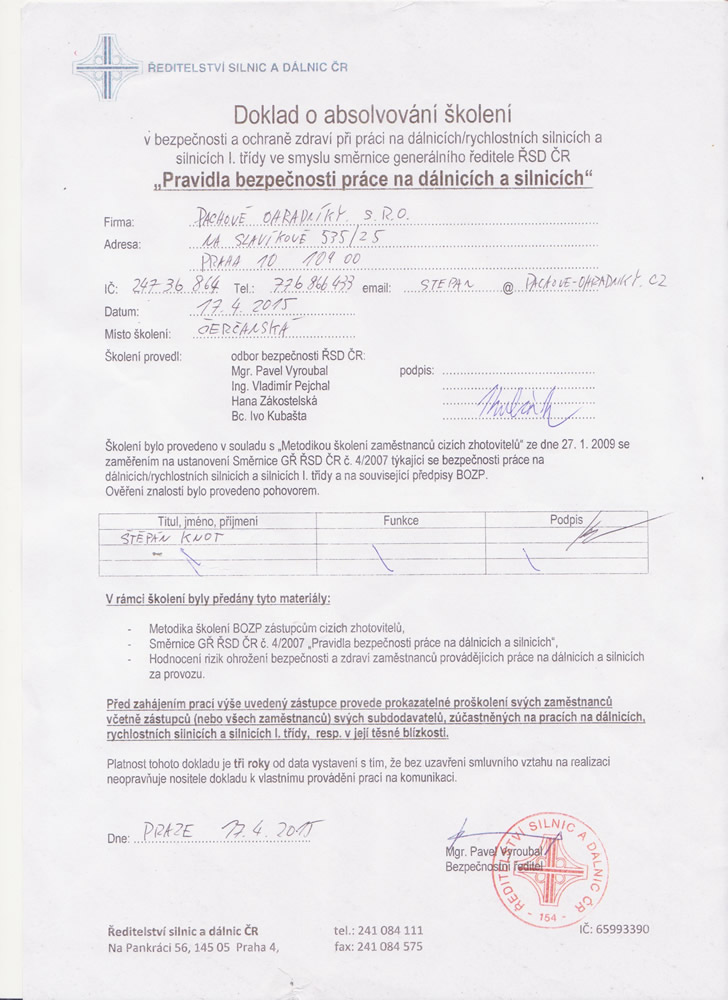 ŘEDITELSTVÍ SILNIC A DÁLNIC ČR
Doklad o absolvování školení
v bezpečnosti a ochraně zdraví při práci na dálnicích/rychlostních silnicích a
silnicích I. třídy ve smyslu směrnice generálního ředitele ŘSD ČR
„Pravidla bezpečnosti práce na dálnicích a silnicích“
Firma: PACHOVÉ OHRADNÍKY S.R.O.
Adresa: NA SLAVÍKOVĚ 535/25
PRAHA 10 109 00
IČ: 247 36 864 Tel.: 776 866 433 email: STEPAN @ PACHOVE-OHRADNIKY.CZ
Datum: 17.4.2015
Místo školení: ČERČANSKÁ
Školení provedl: odbor bezpečnosti ŘSD ČR:
Mgr. Pavel Vyroubal podpis:
Ing. Vladimír Pejchal
Hana Zákostelská
Bc. Ivo Kubašta
Školení bylo provedeno v souladu s „Metodikou školení zaměstnanců cizích zhotovitelů“ ze dne 27. 1. 2009 se
zaměřením na ustanovení Směrnice GŘ ŘSD ČR č. 4/2007 týkající se bezpečnosti práce na
dálnicích/rychlostních silnicích a silnicích I. třídy a na související předpisy BOZP.
Ověření znalostí bylo provedeno pohovorem.
Titul, jméno, příjmení Funkce Podpis
ŠTĚPÁN KNOT
V rámci školení byly předány tyto materiály:
- Metodika školení BOZP zástupcům cizích zhotovitelů,
- Směrnice GŘ ŘSD ČR č. 4/2007 „Pravidla bezpečnosti práce na dálnicích a silnicích“,
- Hodnocení rizik ohrožení bezpečnosti a zdraví zaměstnanců provádějících práce na dálnicích a silnicích
za provozu.
Před zahájením prací výše uvedený zástupce provede prokazatelné proškolení svých zaměstnanců
včetně zástupců (nebo všech zaměstnanců) svých subdodavatelů, zúčastněných na pracích na dálnicích,
rychlostních silnicích a silnicích I. třídy, resp. v její těsné blízkosti.
Platnost tohoto dokladu je tři roky od data vystavení s tím, že bez uzavření smluvního vztahu na realizaci
neopravňuje nositele dokladu k vlastnímu provádění prací na komunikaci.
Dne: PRAZE 17.4.2015
Mgr. Pavel Vyroubal
Bezpečnostní ředitel
ŘEDITELSTVÍ SILNIC A DÁLNIC ČR
- 154 -
Ředitelství silnic a dálnic ČR tel.: 241 084 111 IČ: 65993390
Na Pankráci 56, 145 05 Praha 4, fax: 241 084 575